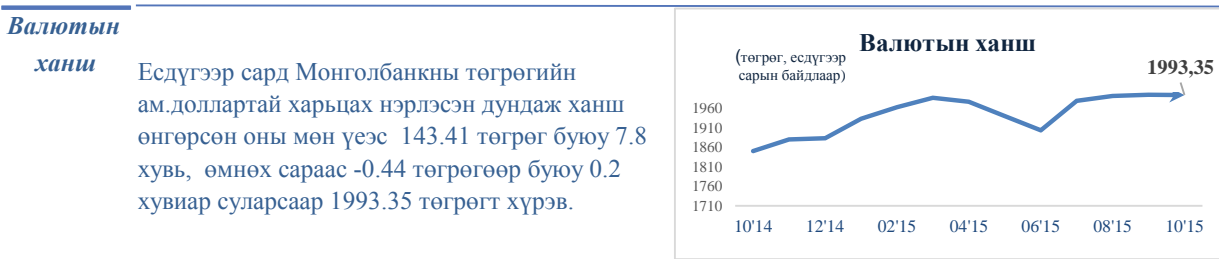 Валютын
ханш
Есдүгээр сард Монголбанкны төгрөгийн
ам.доллартай харьцах нэрлэсэн дундаж ханш
өнгөрсөн оны мөн үеэс 143.41 төгрөг буюу 7.8
хувь, өмнөх сараас -0.44 төгрөгөөр буюу 0.2
хувиар суларсаар 1993.35 төгрөгт хүрэв.
Валютын ханш
(төгрөг, есдүгээр
сарын байдлаар)
1993,35
1960
1910
1860
1810
1760
1710
10'14 12'14 02'15 04'15 06'15 08'15 10'15